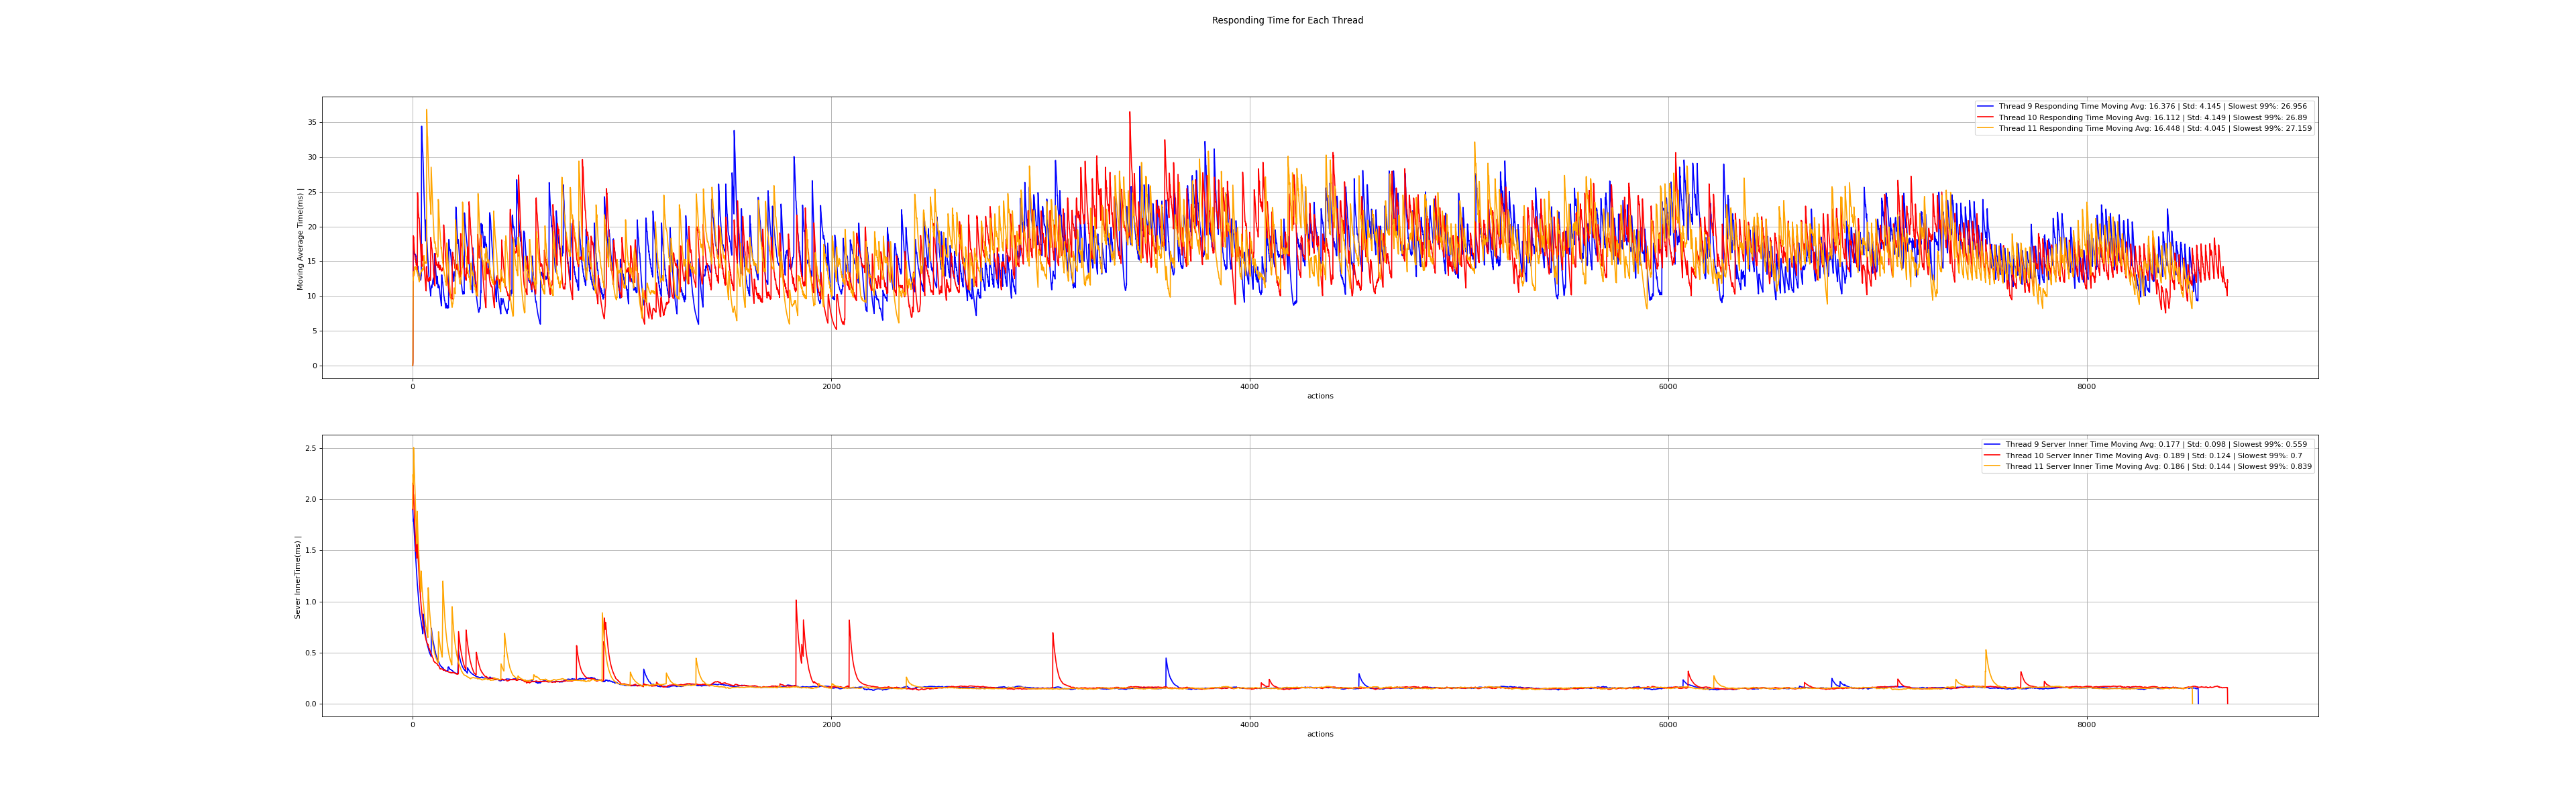 Responding Time for Each Thread
Moving Average Time(ms) |
35
30
25
20
15
10
5
0
Thread 9 Responding Time Moving Avg: 16.376 | Std: 4.145 | Slowest 99%: 26.956
Thread 10 Responding Time Moving Avg: 16.112 | Std: 4.149 | Slowest 99%: 26.89
Thread 11 Responding Time Moving Avg: 16.448 | Std: 4.045 | Slowest 99%: 27.159
0 2000 4000 6000 8000
actions
Sever InnerTime(ms) |
2.5
2.0
1.5
1.0
0.5
0.0
Thread 9 Server Inner Time Moving Avg: 0.177 | Std: 0.098 | Slowest 99%: 0.559
Thread 10 Server Inner Time Moving Avg: 0.189 | Std: 0.124 | Slowest 99%: 0.7
Thread 11 Server Inner Time Moving Avg: 0.186 | Std: 0.144 | Slowest 99%: 0.839
0 2000 4000 6000 8000
actions